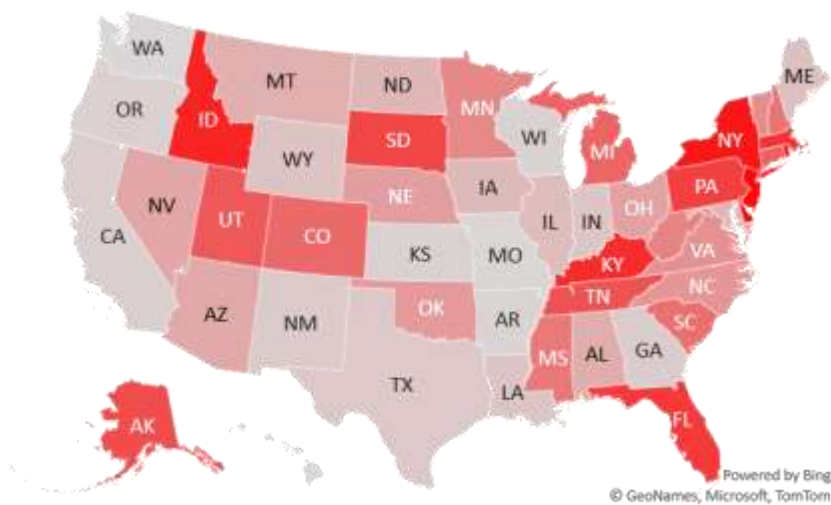 WA
ME
MT
ND
MN
OR
ID
WI
NY
SD
MI
WY
PA
IA
NE
NV
OH
IL
IN
UT
CO
CA
KS
MO
VA
KY
NC
TN
OK
AZ
NM
AR
SC
MS
AL
GA
TX
LA
FL
AK
Powered by Bing
© GeoNames, Microsoft, TomTom